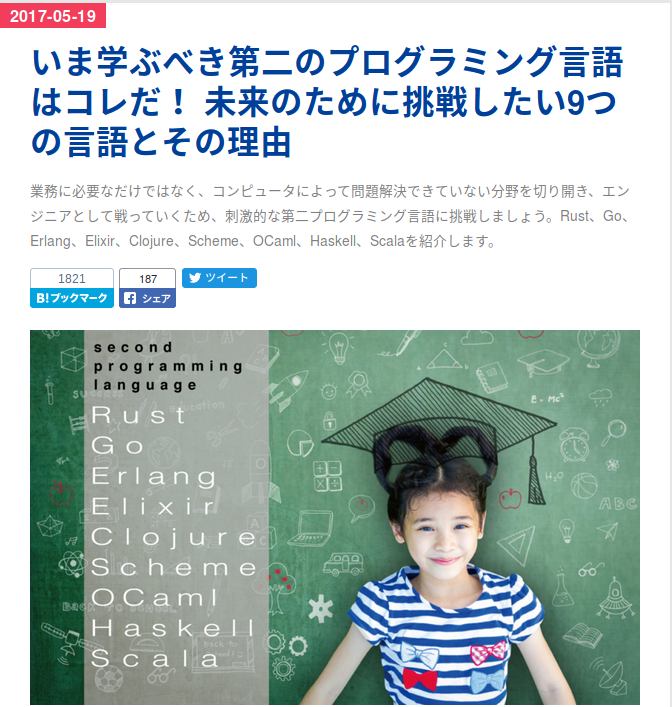 2017-05-19
いま学ぶべき第二のプログラミング言語
はコレだ！ 未来のために挑戦したい9つ
の言語とその理由
業務に必要なだけではなく、コンピュータによって問題解決できていない分野を切り開き、エン
ジニアとして戦っていくため、刺激的な第二プログラミング言語に挑戦しましょう。Rust、Go、
Erlang、Elixir、Clojure、Scheme、OCaml、Haskell、Scalaを紹介します。
1821
187
ツイート
B!ブックマーク
シェア
second
programming
language
Rust
Go
Erlang
Elixir
Clojure
Scheme
OCaml
Haskell
Scala
success
education
E = Mc²
H₂O
ABC
back to